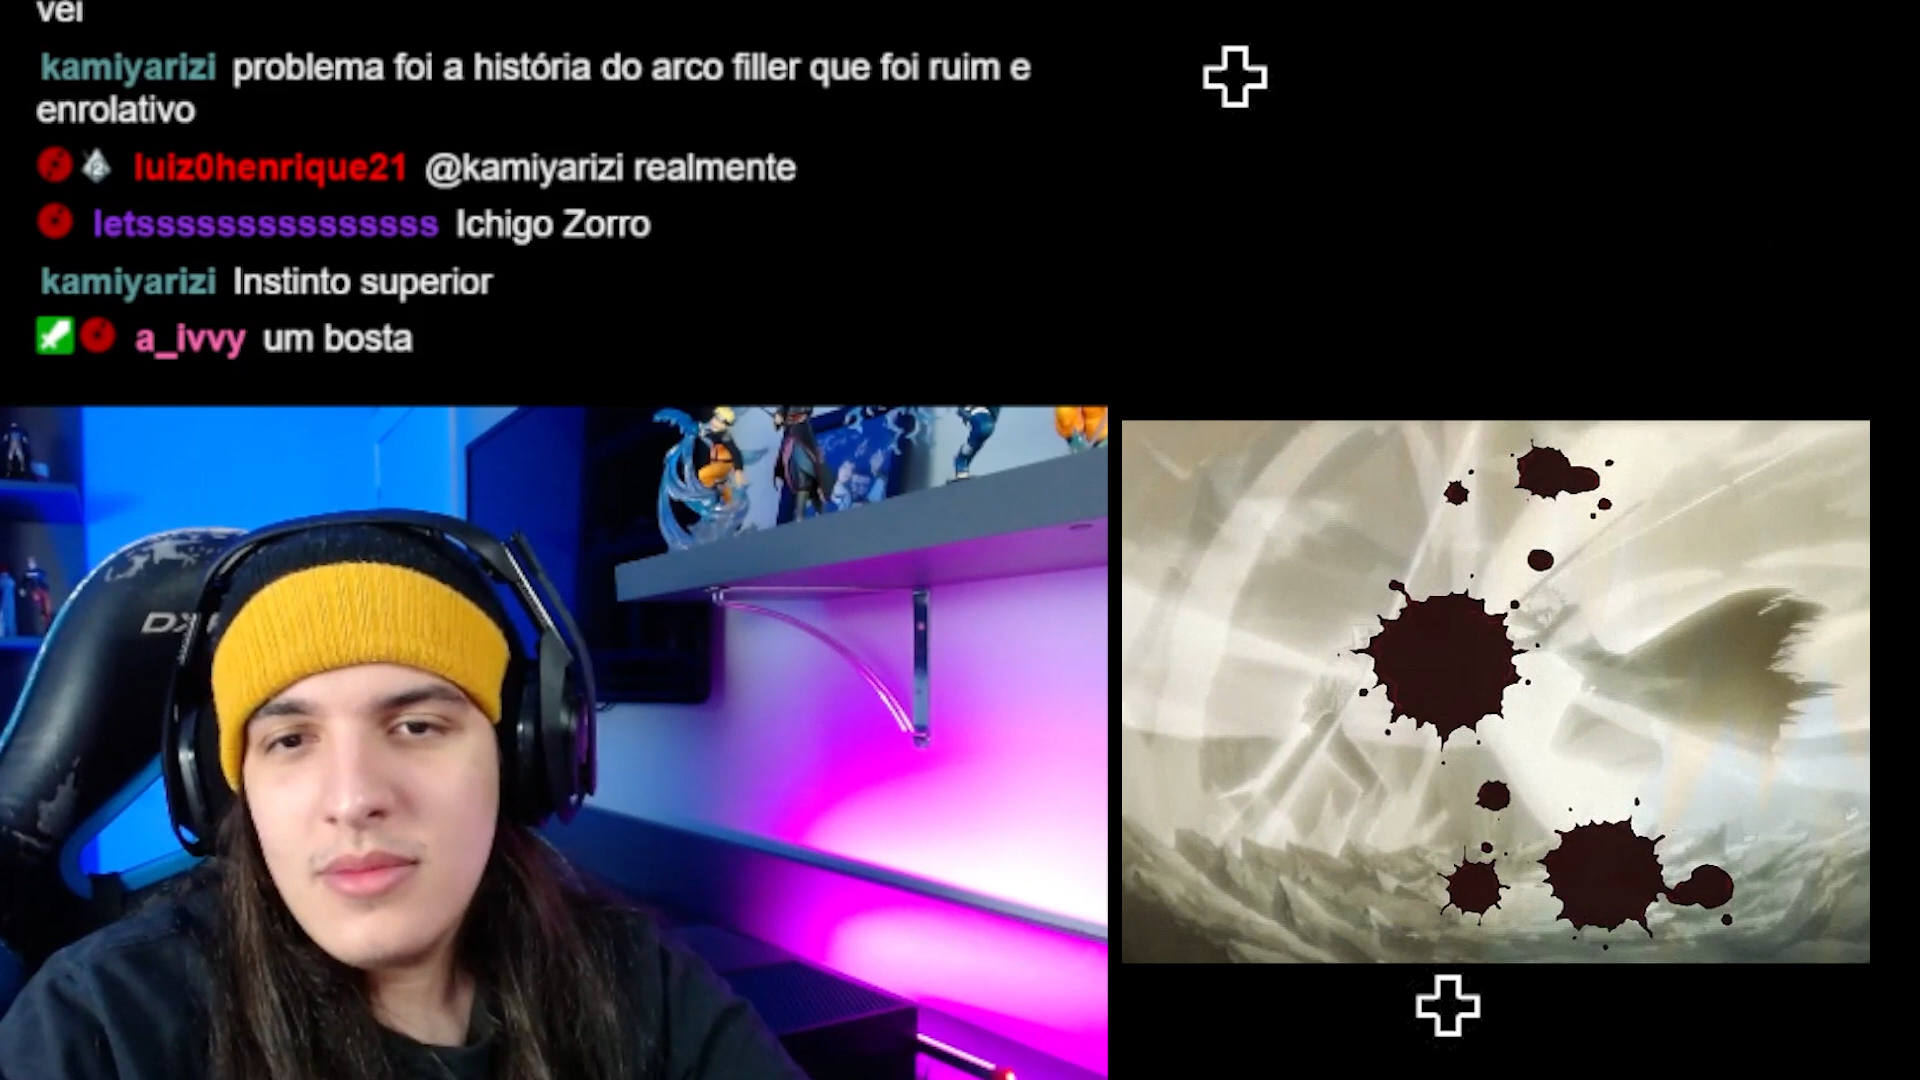 vei
kamiyarizi problema foi a história do arco filler que foi ruim e
enrolativo
luiz0henrique21 @kamiyarizi realmente
letsssssssssssssss Ichigo Zorro
kamiyarizi Instinto superior
a_ivvy um bosta